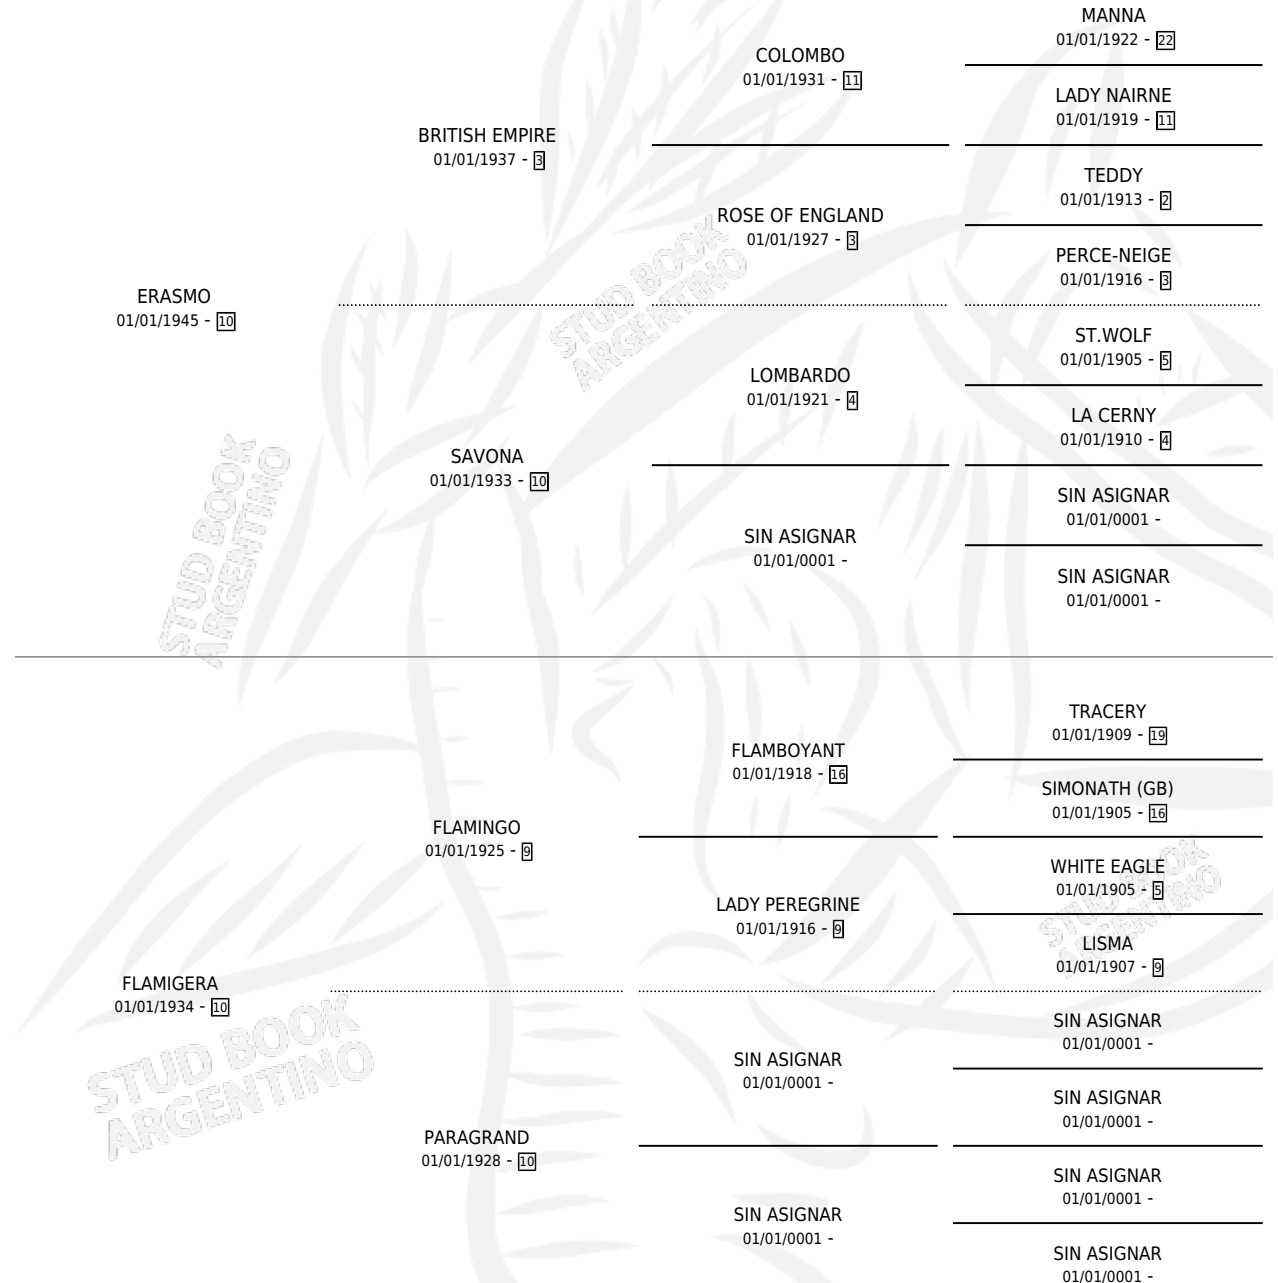 MANNA
01/01/1922 - 22
COLOMBO
01/01/1931 - 11
LADY NAIRNE
01/01/1919 - 11
BRITISH EMPIRE
01/01/1937 - 3
TEDDY
01/01/1913 - 2
ROSE OF ENGLAND
01/01/1927 - 3
PERCE-NEIGE
01/01/1916 - 3
ERASMO
01/01/1945 - 10
ST.WOLF
01/01/1905 - 5
LOMBARDO
01/01/1921 - 4
LA CERNY
01/01/1910 - 4
SAVONA
01/01/1933 - 10
SIN ASIGNAR
01/01/0001 -
SIN ASIGNAR
01/01/0001 -
SIN ASIGNAR
01/01/0001 -
STUD BOOK
ARGENTINO
STUD BOOK
ARGENTINO
TRACERY
01/01/1909 - 19
FLAMBOYANT
01/01/1918 - 16
SIMONATH (GB)
01/01/1905 - 16
FLAMINGO
01/01/1925 - 9
WHITE EAGLE
01/01/1905 - 5
LADY PEREGRINE
01/01/1916 - 9
LISMA
01/01/1907 - 9
FLAMIGERA
01/01/1934 - 10
SIN ASIGNAR
01/01/0001 -
SIN ASIGNAR
01/01/0001 -
SIN ASIGNAR
01/01/0001 -
PARAGRAND
01/01/1928 - 10
SIN ASIGNAR
01/01/0001 -
SIN ASIGNAR
01/01/0001 -
SIN ASIGNAR
01/01/0001 -
STUD BOOK
ARGENTINO
STUD BOOK
ARGENTINO